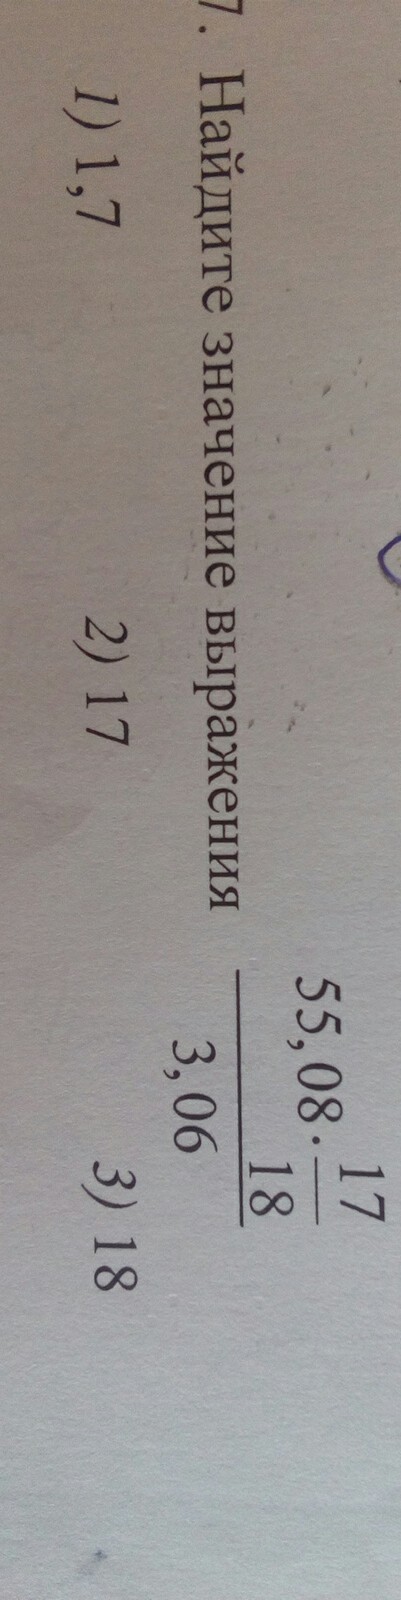 7. Найдите значение выражения 55,08 · 17/18 / 3,06
1) 1,7 2) 17 3) 18